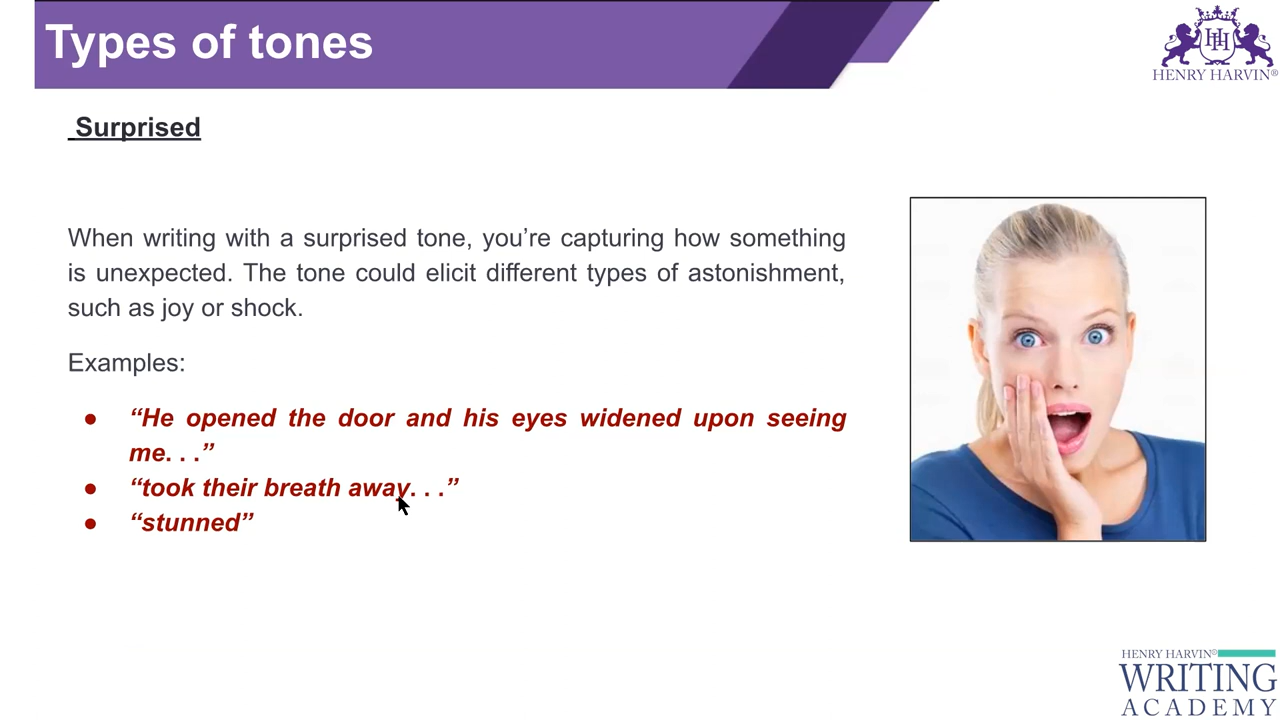 Types of tones
HENRY HARVIN®
Surprised
When writing with a surprised tone, you’re capturing how something
is unexpected. The tone could elicit different types of astonishment,
such as joy or shock.
Examples:
● “He opened the door and his eyes widened upon seeing
me. . .”
● “took their breath away. . .”
● “stunned”
HENRY HARVIN®
WRITING
ACADEMY